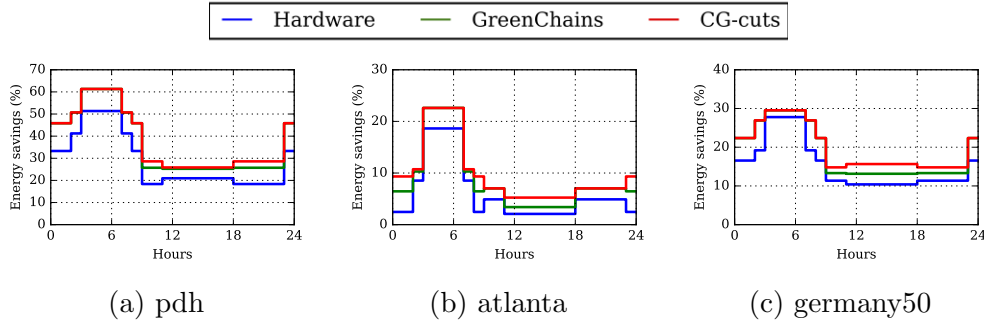 Hardware GreenChains CG-cuts
70
60
50
40
30
20
10
0
Energy savings (%)
0 6 12 18 24
Hours
(a) pdh
30
20
10
0
Energy savings (%)
0 6 12 18 24
Hours
(b) atlanta
40
30
20
10
0
Energy savings (%)
0 6 12 18 24
Hours
(c) germany50